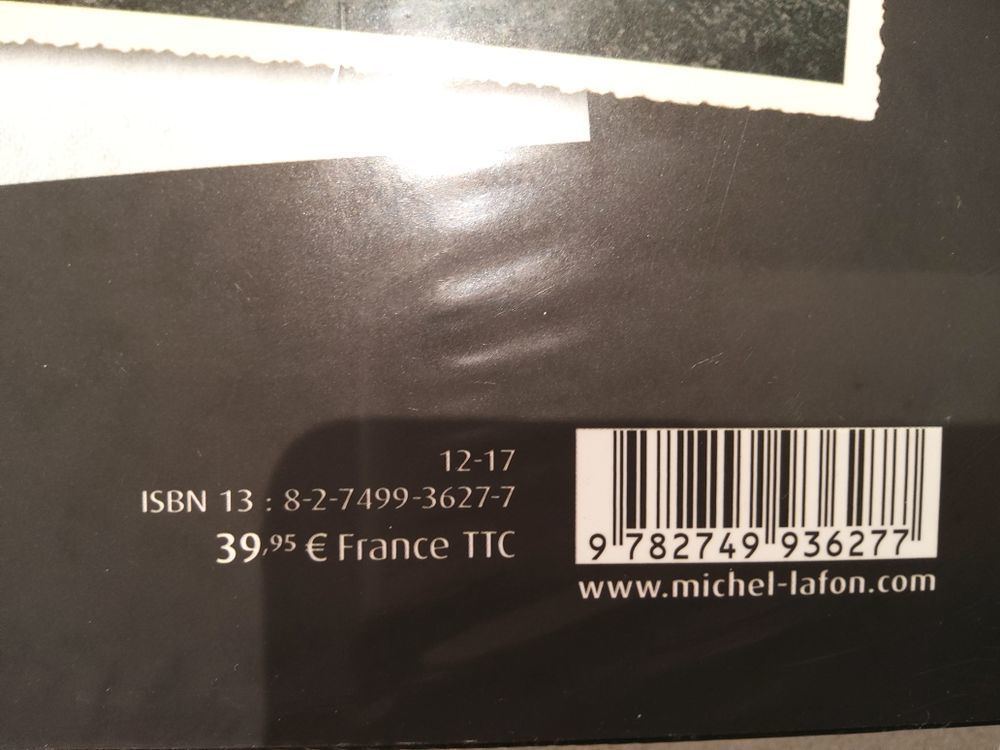 12-17
ISBN 13 : 8-2-7499-3627-7
39,95 € France TTC
9 782749 936277
www.michel-lafon.com